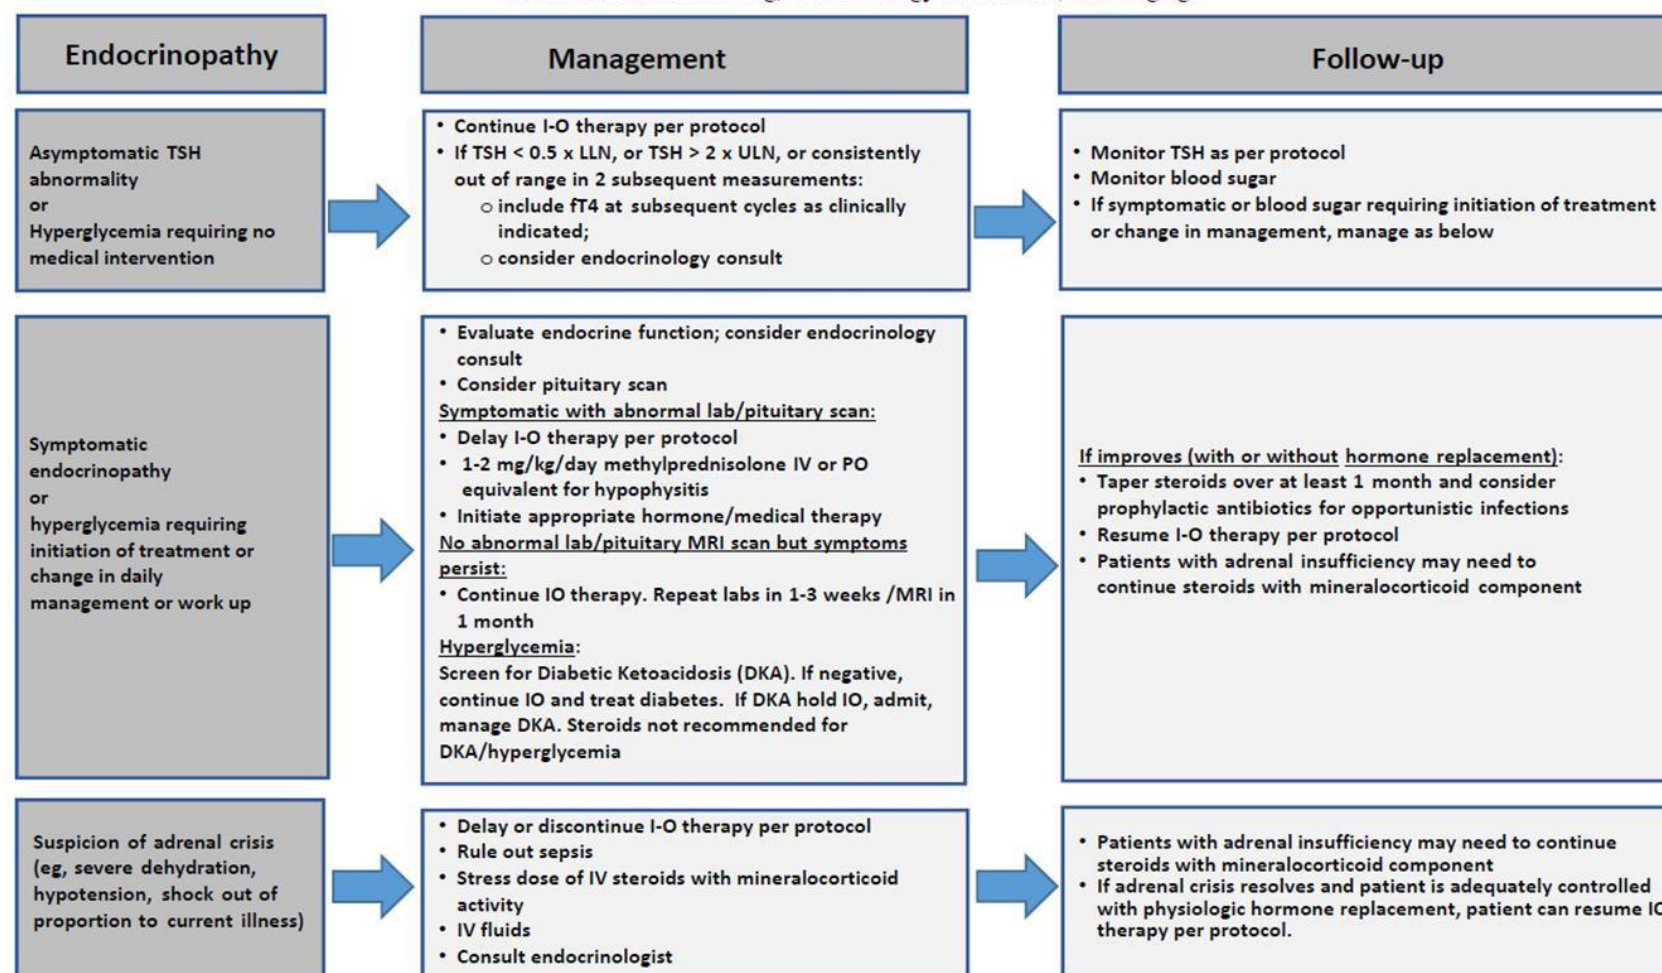 Endocrinopathy
Management
Follow-up
Asymptomatic TSH
abnormality
or
Hyperglycemia requiring no
medical intervention
• Continue I-O therapy per protocol
• If TSH < 0.5 x LLN, or TSH > 2 x ULN, or consistently
out of range in 2 subsequent measurements:
o include fT4 at subsequent cycles as clinically
indicated;
o consider endocrinology consult
• Monitor TSH as per protocol
• Monitor blood sugar
• If symptomatic or blood sugar requiring initiation of treatment
or change in management, manage as below
Symptomatic
endocrinopathy
or
hyperglycemia requiring
initiation of treatment or
change in daily
management or work up
• Evaluate endocrine function; consider endocrinology
consult
• Consider pituitary scan
Symptomatic with abnormal lab/pituitary scan:
• Delay I-O therapy per protocol
• 1-2 mg/kg/day methylprednisolone IV or PO
equivalent for hypophysitis
• Initiate appropriate hormone/medical therapy
No abnormal lab/pituitary MRI scan but symptoms
persist:
• Continue IO therapy. Repeat labs in 1-3 weeks /MRI in
1 month
Hyperglycemia:
Screen for Diabetic Ketoacidosis (DKA). If negative,
continue IO and treat diabetes. If DKA hold IO, admit,
manage DKA. Steroids not recommended for
DKA/hyperglycemia
If improves (with or without hormone replacement):
• Taper steroids over at least 1 month and consider
prophylactic antibiotics for opportunistic infections
• Resume I-O therapy per protocol
• Patients with adrenal insufficiency may need to
continue steroids with mineralocorticoid component
Suspicion of adrenal crisis
(eg, severe dehydration,
hypotension, shock out of
proportion to current illness)
• Delay or discontinue I-O therapy per protocol
• Rule out sepsis
• Stress dose of IV steroids with mineralocorticoid
activity
• IV fluids
• Consult endocrinologist
• Patients with adrenal insufficiency may need to continue
steroids with mineralocorticoid component
• If adrenal crisis resolves and patient is adequately controlled
with physiologic hormone replacement, patient can resume IO
therapy per protocol.